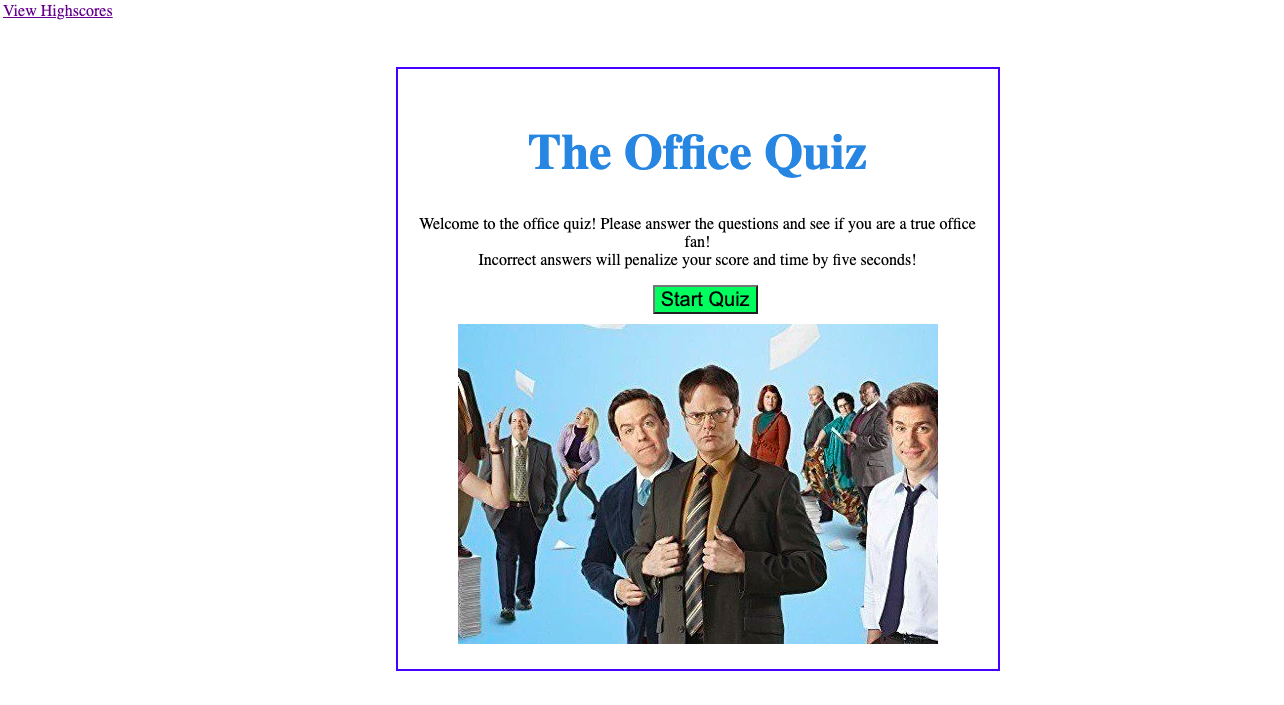 View Highscores
The Office Quiz
Welcome to the office quiz! Please answer the questions and see if you are a true office
fan!
Incorrect answers will penalize your score and time by five seconds!
Start Quiz